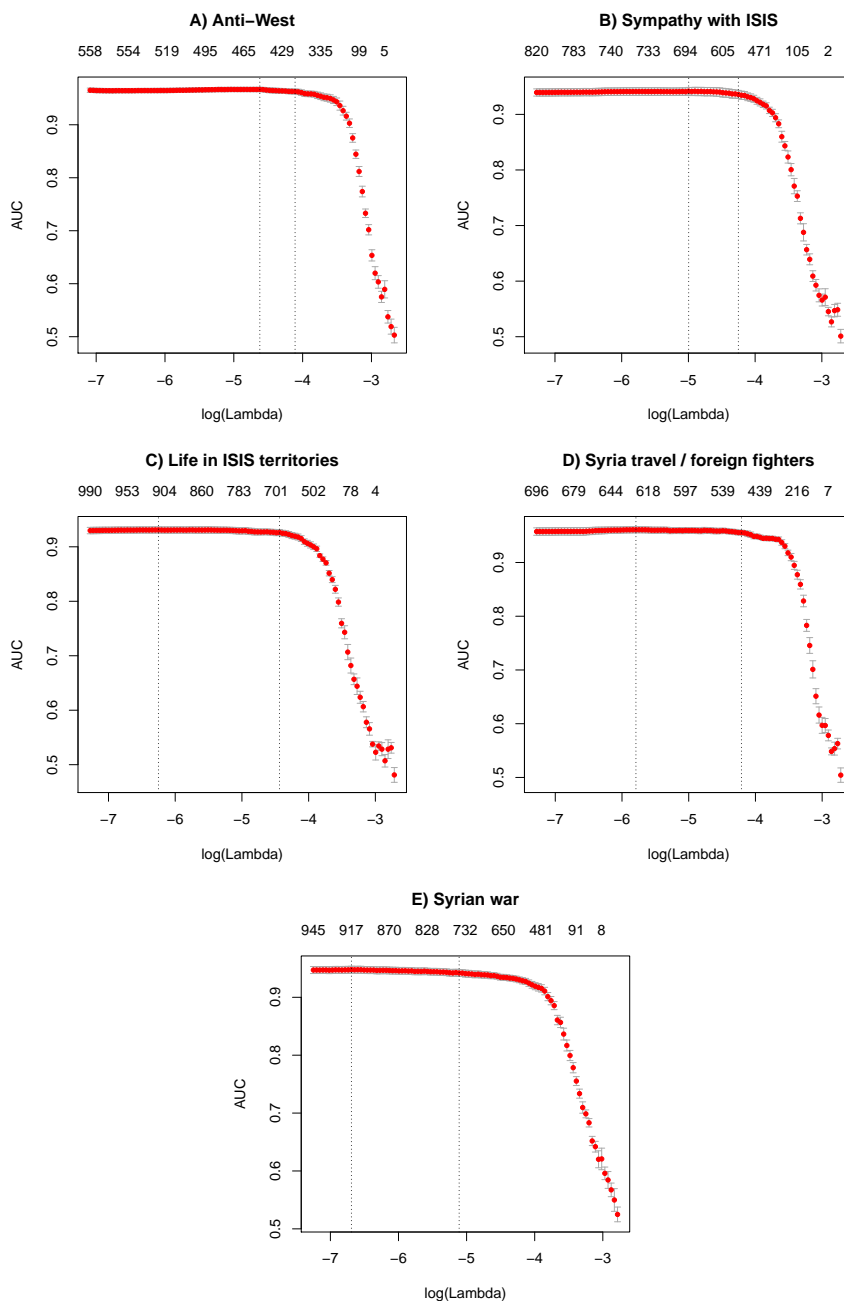 A) Anti−West
558 554 519 495 465 429 335 99 5
0.9
0.8
0.7
0.6
0.5
AUC
−7 −6 −5 −4 −3
log(Lambda)
B) Sympathy with ISIS
820 783 740 733 694 605 471 105 2
0.9
0.8
0.7
0.6
0.5
AUC
−7 −6 −5 −4 −3
log(Lambda)
C) Life in ISIS territories
990 953 904 860 783 701 502 78 4
0.9
0.8
0.7
0.6
0.5
AUC
−7 −6 −5 −4 −3
log(Lambda)
D) Syria travel / foreign fighters
696 679 644 618 597 539 439 216 7
0.9
0.8
0.7
0.6
0.5
AUC
−7 −6 −5 −4 −3
log(Lambda)
E) Syrian war
945 917 870 828 732 650 481 91 8
0.9
0.8
0.7
0.6
0.5
AUC
−7 −6 −5 −4 −3
log(Lambda)